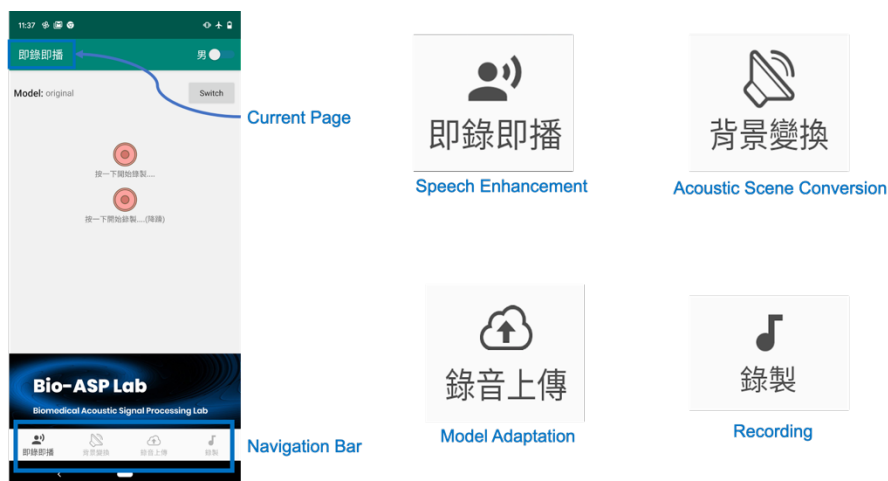 11:37
即錄即播
男
Model: original
Switch
按一下開始錄製....
按一下開始錄製....(降躁)
Bio-ASP Lab
Biomedical Acoustic Signal Processing Lab
即錄即播
背景變換
錄音上傳
錄製
Current Page
Navigation Bar
即錄即播
Speech Enhancement
背景變換
Acoustic Scene Conversion
錄音上傳
Model Adaptation
錄製
Recording